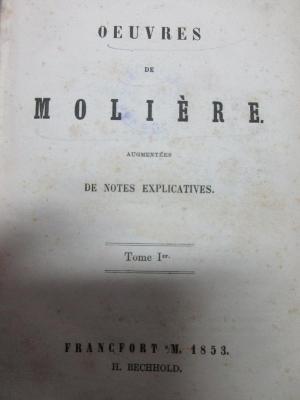 OEUVRES
DE
MOLIÈRE.
AUGMENTÉES
DE NOTES EXPLICATIVES.
Tome Ier.
FRANCFORT s/M. 1853.
H. BECHHOLD.